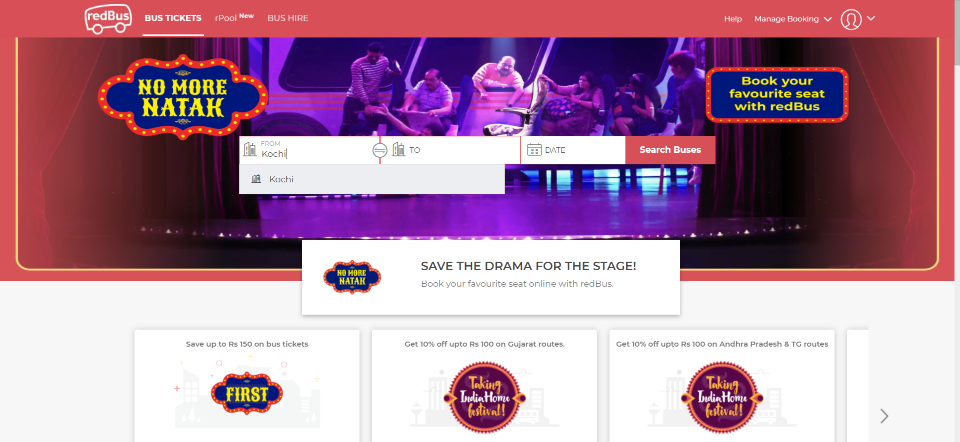 redBus
BUS TICKETS
rPool New
BUS HIRE
Help
Manage Booking
NO MORE
NATAK
Book your
favourite seat
with redBus
FROM
Kochi
TO
DATE
Search Buses
Kochi
NO MORE
NATAK
SAVE THE DRAMA FOR THE STAGE!
Book your favourite seat online with redBus.
Save up to Rs 150 on bus tickets
FIRST
Get 10% off upto Rs 100 on Gujarat routes.
Taking
IndiaHome
festival!
Get 10% off upto Rs 100 on Andhra Pradesh & TG routes
Taking
IndiaHome
festival!